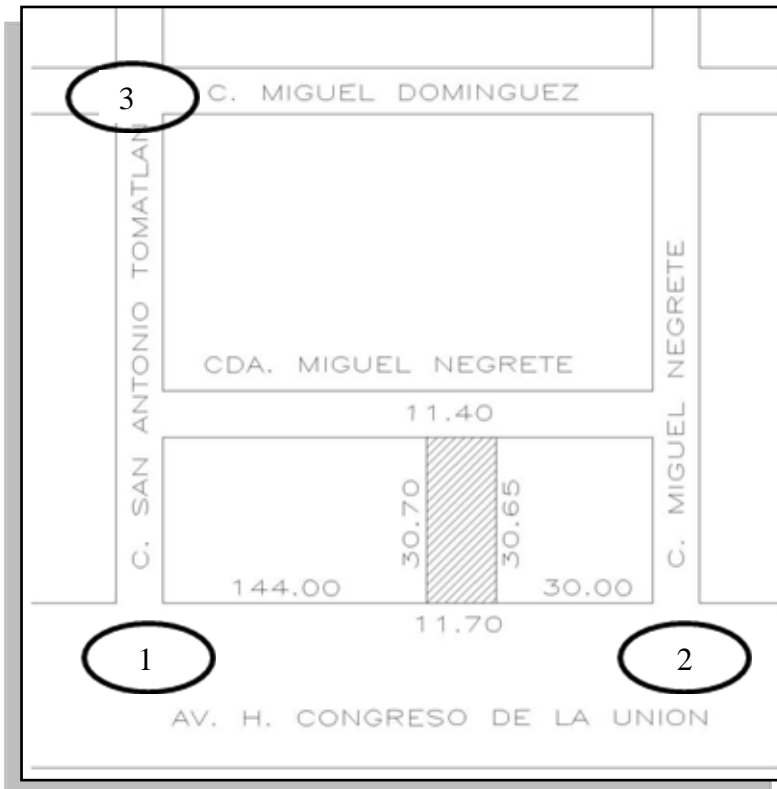 3
C. MIGUEL DOMINGUEZ
C. SAN ANTONIO TOMATLAN
C. MIGUEL NEGRETE
CDA. MIGUEL NEGRETE
11.40
30.70
30.65
144.00
30.00
11.70
1
2
AV. H. CONGRESO DE LA UNION